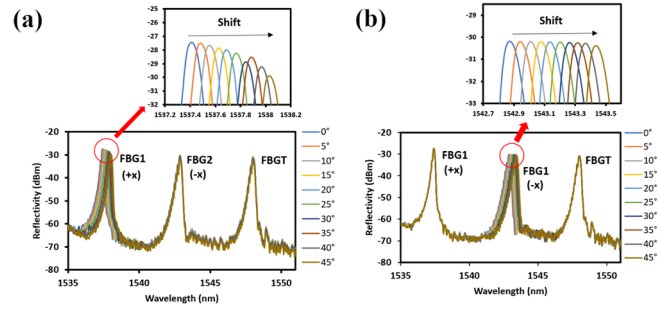 (a)
Shift
-25
-26
-27
-28
-29
-30
-31
-32
1537.2 1537.4 1537.6 1537.8 1538 1538.2
-20
-30
-40
-50
-60
-70
-80
Reflectivity (dBm)
FBG1
(+x)
FBG2
(-x)
FBGT
0°
5°
10°
15°
20°
25°
30°
35°
40°
45°
1535 1540 1545 1550
Wavelength (nm)
(b)
Shift
-29
-30
-31
-32
-33
1542.7 1542.9 1543.1 1543.3 1543.5
-20
-30
-40
-50
-60
-70
-80
Reflectivity (dBm)
FBG1
(+x)
FBG1
(-x)
FBGT
0°
5°
10°
15°
20°
25°
30°
35°
40°
45°
1535 1540 1545 1550
Wavelength (nm)